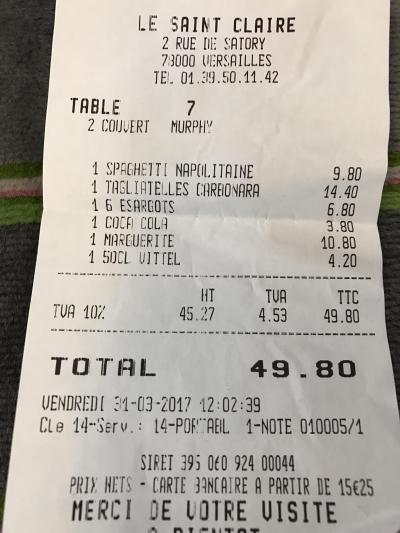 LE SAINT CLAIRE
2 RUE DE SATORY
78000 VERSAILLES
TEL 01.39.50.11.42
TABLE 7
2 COUVERT MURPHY
1 SPAGHETTI NAPOLITAINE 9.80
1 TAGLIATELLES CARBONARA 14.40
1 6 ESARGOTS 6.80
1 COCA COLA 3.80
1 MARGUERITE 10.80
1 50CL VITTEL 4.20
HT TVA TTC
TVA 10% 45.27 4.53 49.80
TOTAL 49.80
VENDREDI 31-03-2017 12:02:39
Cle 14-Serv.: 14-PORTABL 1-NOTE 010005/1
SIRET 395 060 924 00044
PRIX NETS - CARTE BANCAIRE A PARTIR DE 15€25
MERCI DE VOTRE VISITE
A BIENTOT